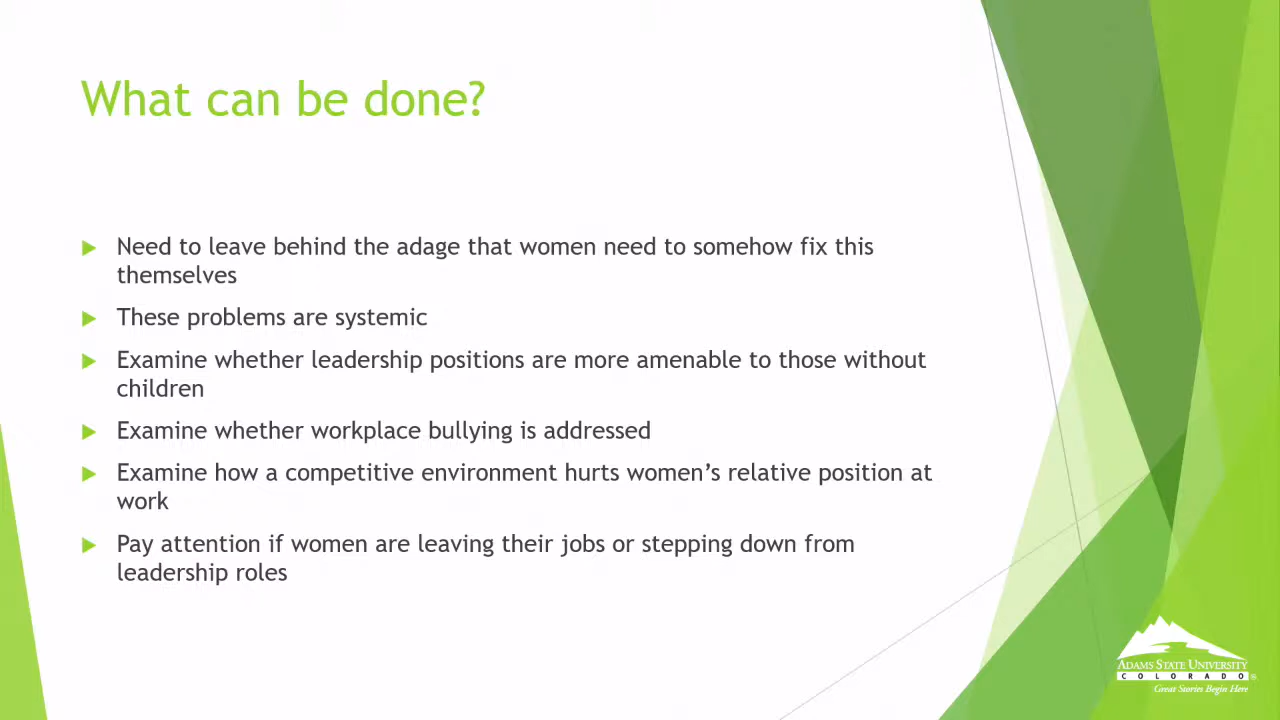 What can be done?
Need to leave behind the adage that women need to somehow fix this
themselves
These problems are systemic
Examine whether leadership positions are more amenable to those without
children
Examine whether workplace bullying is addressed
Examine how a competitive environment hurts women’s relative position at
work
Pay attention if women are leaving their jobs or stepping down from
leadership roles
ADAMS STATE UNIVERSITY
COLORADO®
Great Stories Begin Here